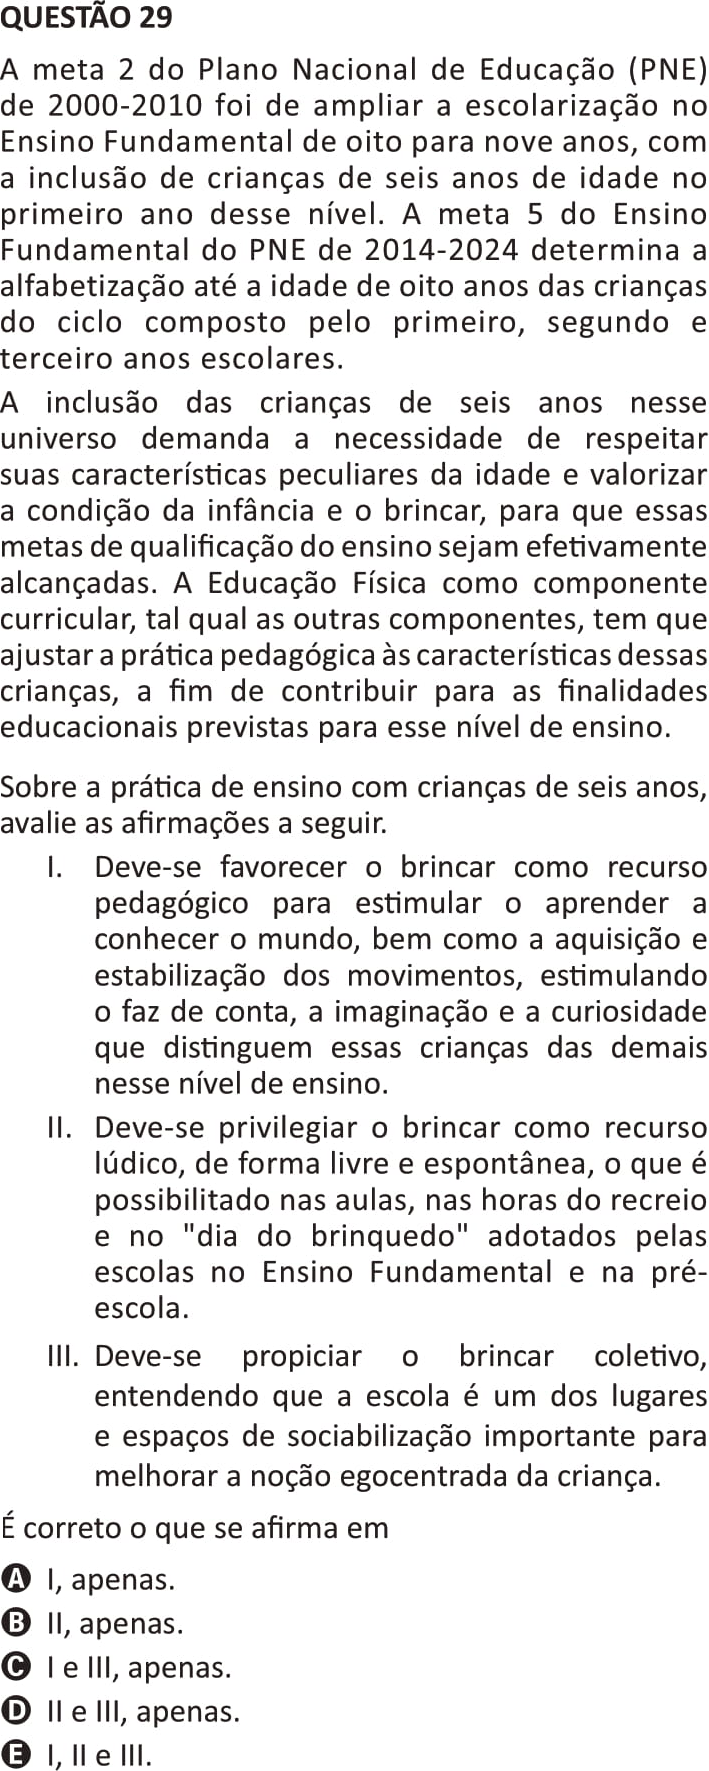 QUESTÃO 29
A meta 2 do Plano Nacional de Educação (PNE)
de 2000-2010 foi de ampliar a escolarização no
Ensino Fundamental de oito para nove anos, com
a inclusão de crianças de seis anos de idade no
primeiro ano desse nível. A meta 5 do Ensino
Fundamental do PNE de 2014-2024 determina a
alfabetização até a idade de oito anos das crianças
do ciclo composto pelo primeiro, segundo e
terceiro anos escolares.
A inclusão das crianças de seis anos nesse
universo demanda a necessidade de respeitar
suas características peculiares da idade e valorizar
a condição da infância e o brincar, para que essas
metas de qualificação do ensino sejam efetivamente
alcançadas. A Educação Física como componente
curricular, tal qual as outras componentes, tem que
ajustar a prática pedagógica às características dessas
crianças, a fim de contribuir para as finalidades
educacionais previstas para esse nível de ensino.
Sobre a prática de ensino com crianças de seis anos,
avalie as afirmações a seguir.
I. Deve-se favorecer o brincar como recurso
pedagógico para estimular o aprender a
conhecer o mundo, bem como a aquisição e
estabilização dos movimentos, estimulando
o faz de conta, a imaginação e a curiosidade
que distinguem essas crianças das demais
nesse nível de ensino.
II. Deve-se privilegiar o brincar como recurso
lúdico, de forma livre e espontânea, o que é
possibilitado nas aulas, nas horas do recreio
e no "dia do brinquedo" adotados pelas
escolas no Ensino Fundamental e na pré-
escola.
III. Deve-se propiciar o brincar coletivo,
entendendo que a escola é um dos lugares
e espaços de sociabilização importante para
melhorar a noção egocentrada da criança.
É correto o que se afirma em
A I, apenas.
B II, apenas.
C I e III, apenas.
D II e III, apenas.
E I, II e III.